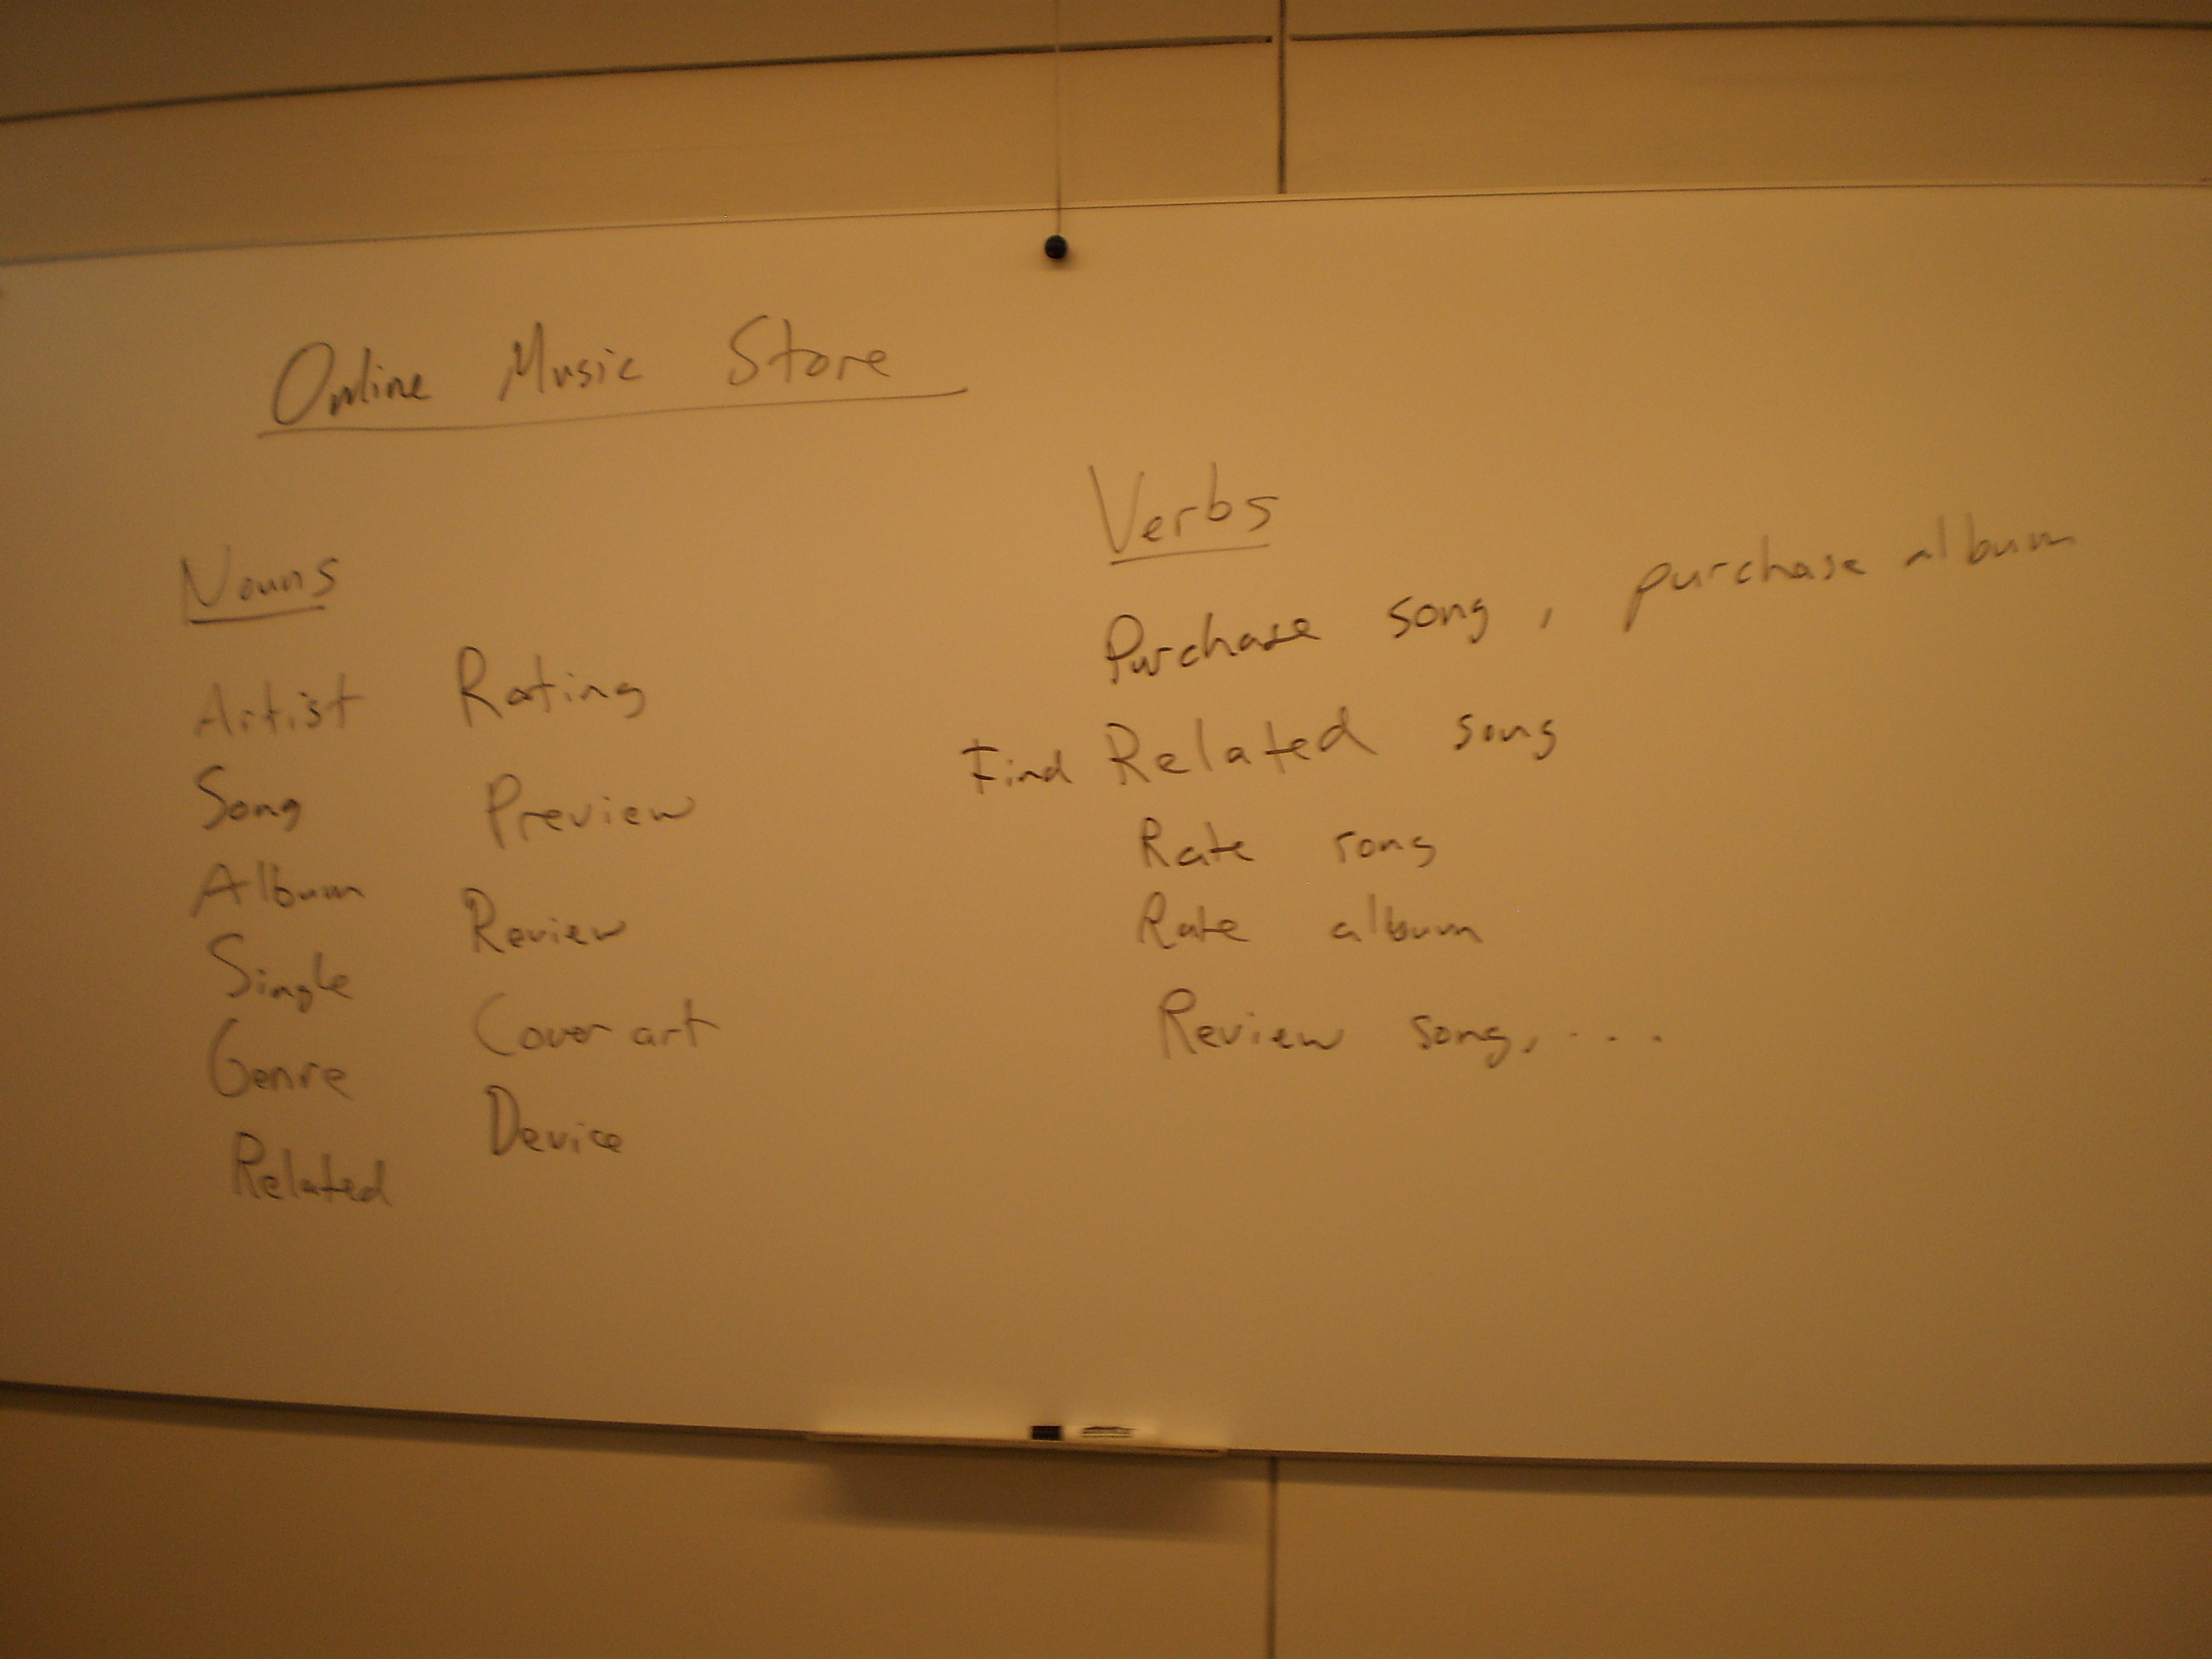 Online Music Store
Nouns
Artist
Song
Album
Single
Genre
Related
Rating
Preview
Review
Cover art
Device
Verbs
Purchase song, purchase album
Find Related song
Rate song
Rate album
Review song, ...